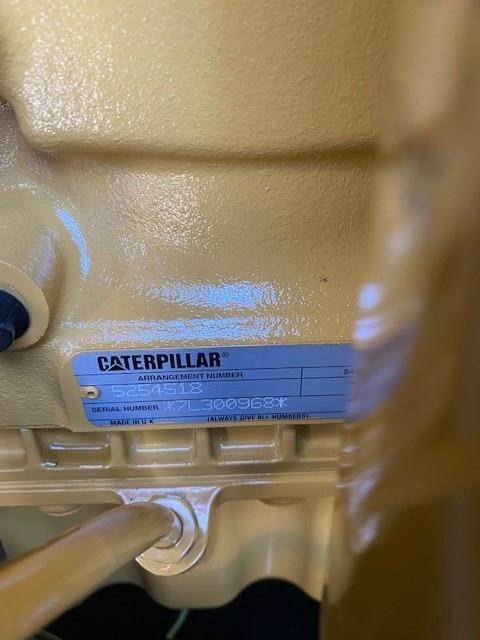 CATERPILLAR®
ARRANGEMENT NUMBER
5254518
SERIAL NUMBER *7L300968*
MADE IN U K (ALWAYS GIVE ALL NUMBERS)